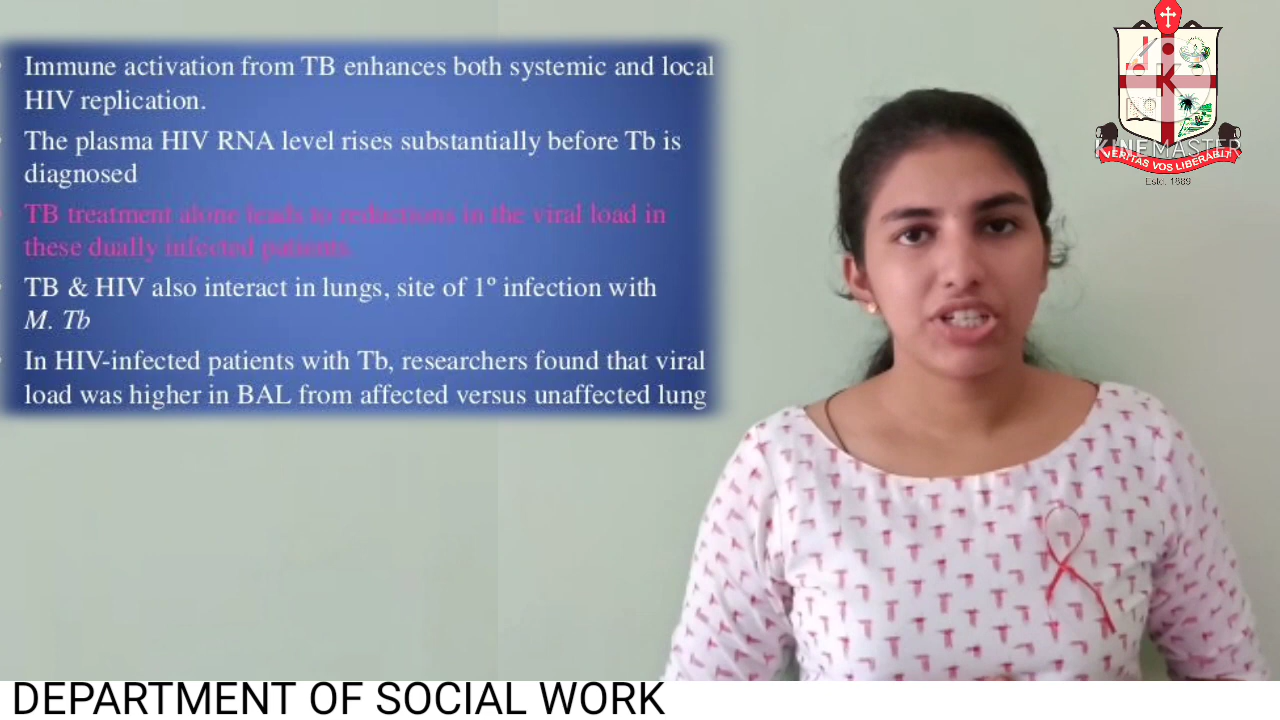 Immune activation from TB enhances both systemic and local
HIV replication.
The plasma HIV RNA level rises substantially before Tb is
diagnosed
TB treatment alone leads to reductions in the viral load in
these dually infected patients.
TB & HIV also interact in lungs, site of 1° infection with
M. Tb
In HIV-infected patients with Tb, researchers found that viral
load was higher in BAL from affected versus unaffected lung
KINEMASTER
VERITAS VOS LIBERABIT
Estd. 1889
DEPARTMENT OF SOCIAL WORK